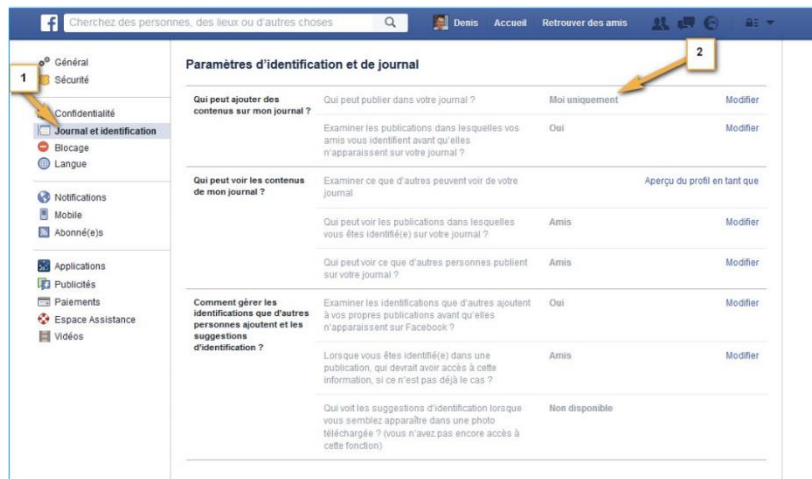 f Cherchez des personnes, des lieux ou d'autres choses Denis Accueil Retrouver des amis
2
1
Général
Sécurité
Confidentialité
Journal et identification
Blocage
Langue
Notifications
Mobile
Abonné(e)s
Applications
Publicités
Paiements
Espace Assistance
Vidéos
Paramètres d'identification et de journal
Qui peut ajouter des
contenus sur mon journal ?
Qui peut publier dans votre journal ? Moi uniquement Modifier
Examiner les publications dans lesquelles vos Oui Modifier
amis vous identifient avant qu'elles
n'apparaissent sur votre journal ?
Qui peut voir les contenus
de mon journal ?
Examiner ce que d'autres peuvent voir de votre Aperçu du profil en tant que
journal
Qui peut voir les publications dans lesquelles Amis Modifier
vous êtes identifié(e) sur votre journal ?
Qui peut voir ce que d'autres personnes publient Amis Modifier
sur votre journal ?
Comment gérer les
identifications que d'autres
personnes ajoutent et les
suggestions
d'identification ?
Examiner les identifications que d'autres ajoutent Oui Modifier
à vos propres publications avant qu'elles
n'apparaissent sur Facebook ?
Lorsque vous êtes identifié(e) dans une Amis Modifier
publication, qui devrait avoir accès à cette
information, si ce n'est pas déjà le cas ?
Qui voit les suggestions d'identification lorsque Non disponible
vous semblez apparaître dans une photo
téléchargée ? (vous n'avez pas encore accès à
cette fonction)